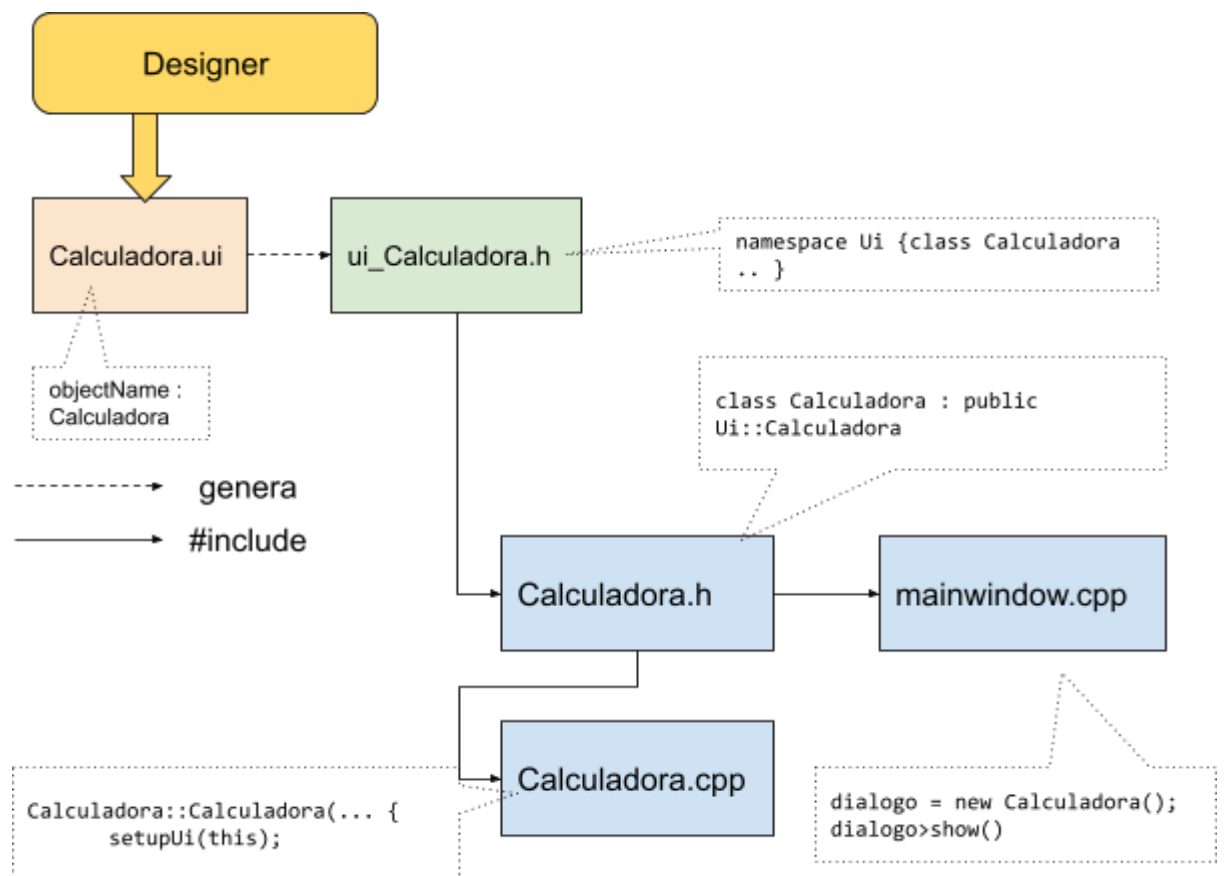 Designer
Calculadora.ui
ui_Calculadora.h
namespace Ui {class Calculadora
.. }
objectName :
Calculadora
class Calculadora : public
Ui::Calculadora
genera
#include
Calculadora.h
mainwindow.cpp
Calculadora.cpp
Calculadora::Calculadora(... {
setupUi(this);
dialogo = new Calculadora();
dialogo>show()